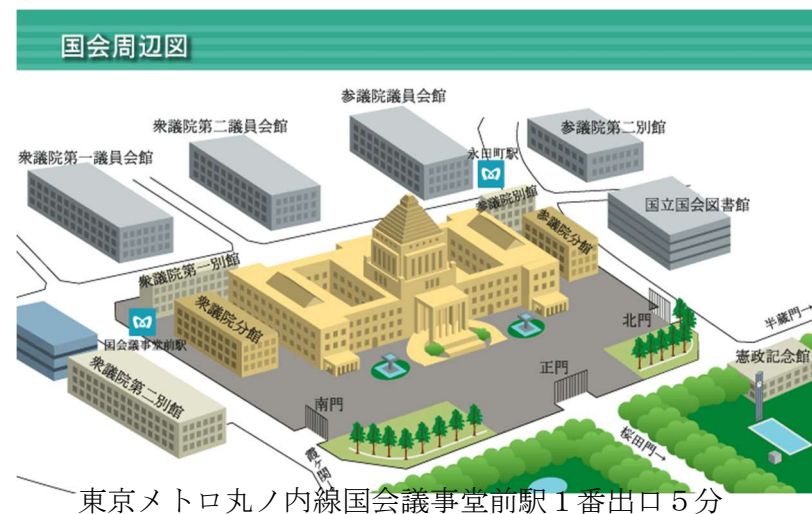 国会周辺図
参議院議員会館
衆議院第二議員会館
参議院第二別館
衆議院第一議員会館
永田町駅
参議院別館
国立国会図書館
参議院分館
衆議院第一別館
衆議院分館
国会議事堂前駅
北門
半蔵門→
憲政記念館
正門
衆議院第二別館
南門
桜田門→
霞ヶ関→
東京メトロ丸ノ内線国会議事堂前駅1番出口5分